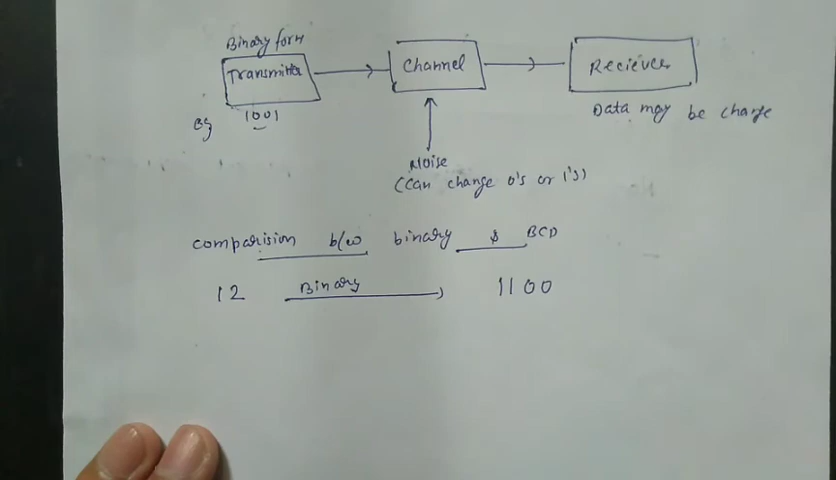 Binary form
Transmitter
Channel
Reciever
Eg 1001
Data may be change
Noise
(Can change 0's or 1's)
comparision b/w binary & BCD
12 Binary 1100